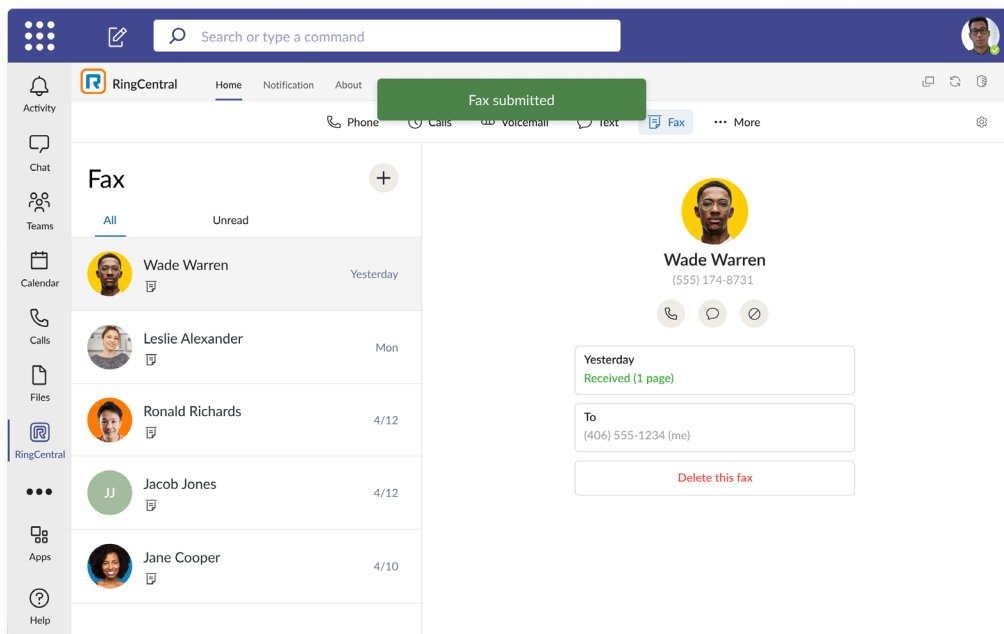 Search or type a command
Activity
Chat
Teams
Calendar
Calls
Files
RingCentral
Apps
Help
RingCentral
Home
Notification
About
Fax submitted
Phone
Calls
Voicemail
Text
Fax
More
Fax
All
Unread
Wade Warren
Yesterday
Leslie Alexander
Mon
Ronald Richards
4/12
JJ
Jacob Jones
4/12
Jane Cooper
4/10
Wade Warren
(555) 174-8731
Yesterday
Received (1 page)
To
(406) 555-1234 (me)
Delete this fax